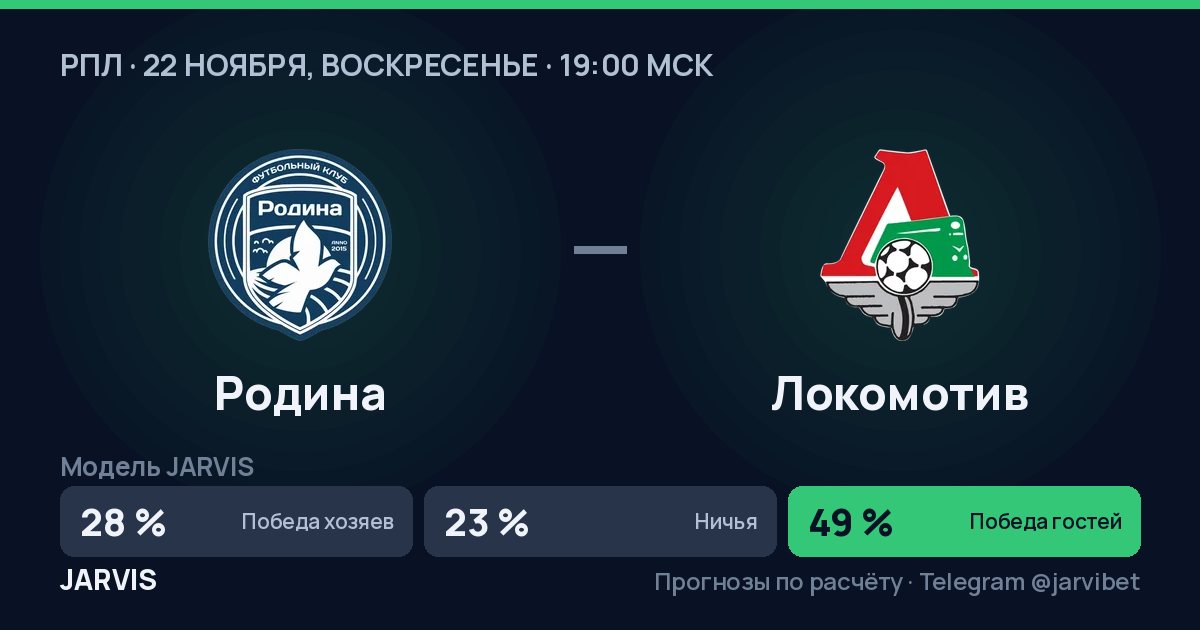 РПЛ · 22 НОЯБРЯ, ВОСКРЕСЕНЬЕ · 19:00 МСК
ФУТБОЛЬНЫЙ КЛУБ
Родина
ANNO
2015
Родина
Локомотив
Модель JARVIS
28 % Победа хозяев
23 % Ничья
49 % Победа гостей
JARVIS
Прогнозы по расчёту · Telegram @jarvibet